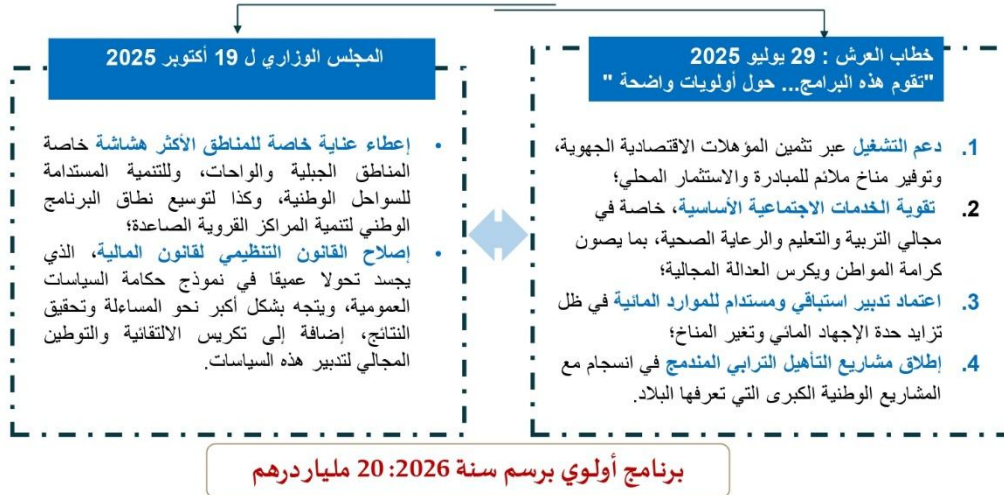 خطاب العرش : 29 يوليو 2025
"تقوم هذه البرامج... حول أولويات واضحة "
1. دعم التشغيل عبر تثمين المؤهلات الاقتصادية الجهوية،
وتوفير مناخ ملائم للمبادرة والاستثمار المحلي؛
2. تقوية الخدمات الاجتماعية الأساسية، خاصة في
مجالي التربية والتعليم والرعاية الصحية، بما يصون
كرامة المواطن ويكرس العدالة المجالية؛
3. اعتماد تدبير استباقي ومستدام للموارد المائية في ظل
تزايد حدة الإجهاد المائي وتغير المناخ؛
4. إطلاق مشاريع التأهيل الترابي المندمج في انسجام مع
المشاريع الوطنية الكبرى التي تعرفها البلاد.
المجلس الوزاري ل 19 أكتوبر 2025
• إعطاء عناية خاصة للمناطق الأكثر هشاشة خاصة
المناطق الجبلية والواحات، وللتنمية المستدامة
للسواحل الوطنية، وكذا لتوسيع نطاق البرنامج
الوطني لتنمية المراكز القروية الصاعدة؛
• إصلاح القانون التنظيمي لقانون المالية، الذي
يجسد تحولا عميقا في نموذج حكامة السياسات
العمومية، ويتجه بشكل أكبر نحو المساءلة وتحقيق
النتائج، إضافة إلى تكريس الالتقائية والتوطين
المجالي لتدبير هذه السياسات.
برنامج أولوي برسم سنة 2026: 20 مليار درهم